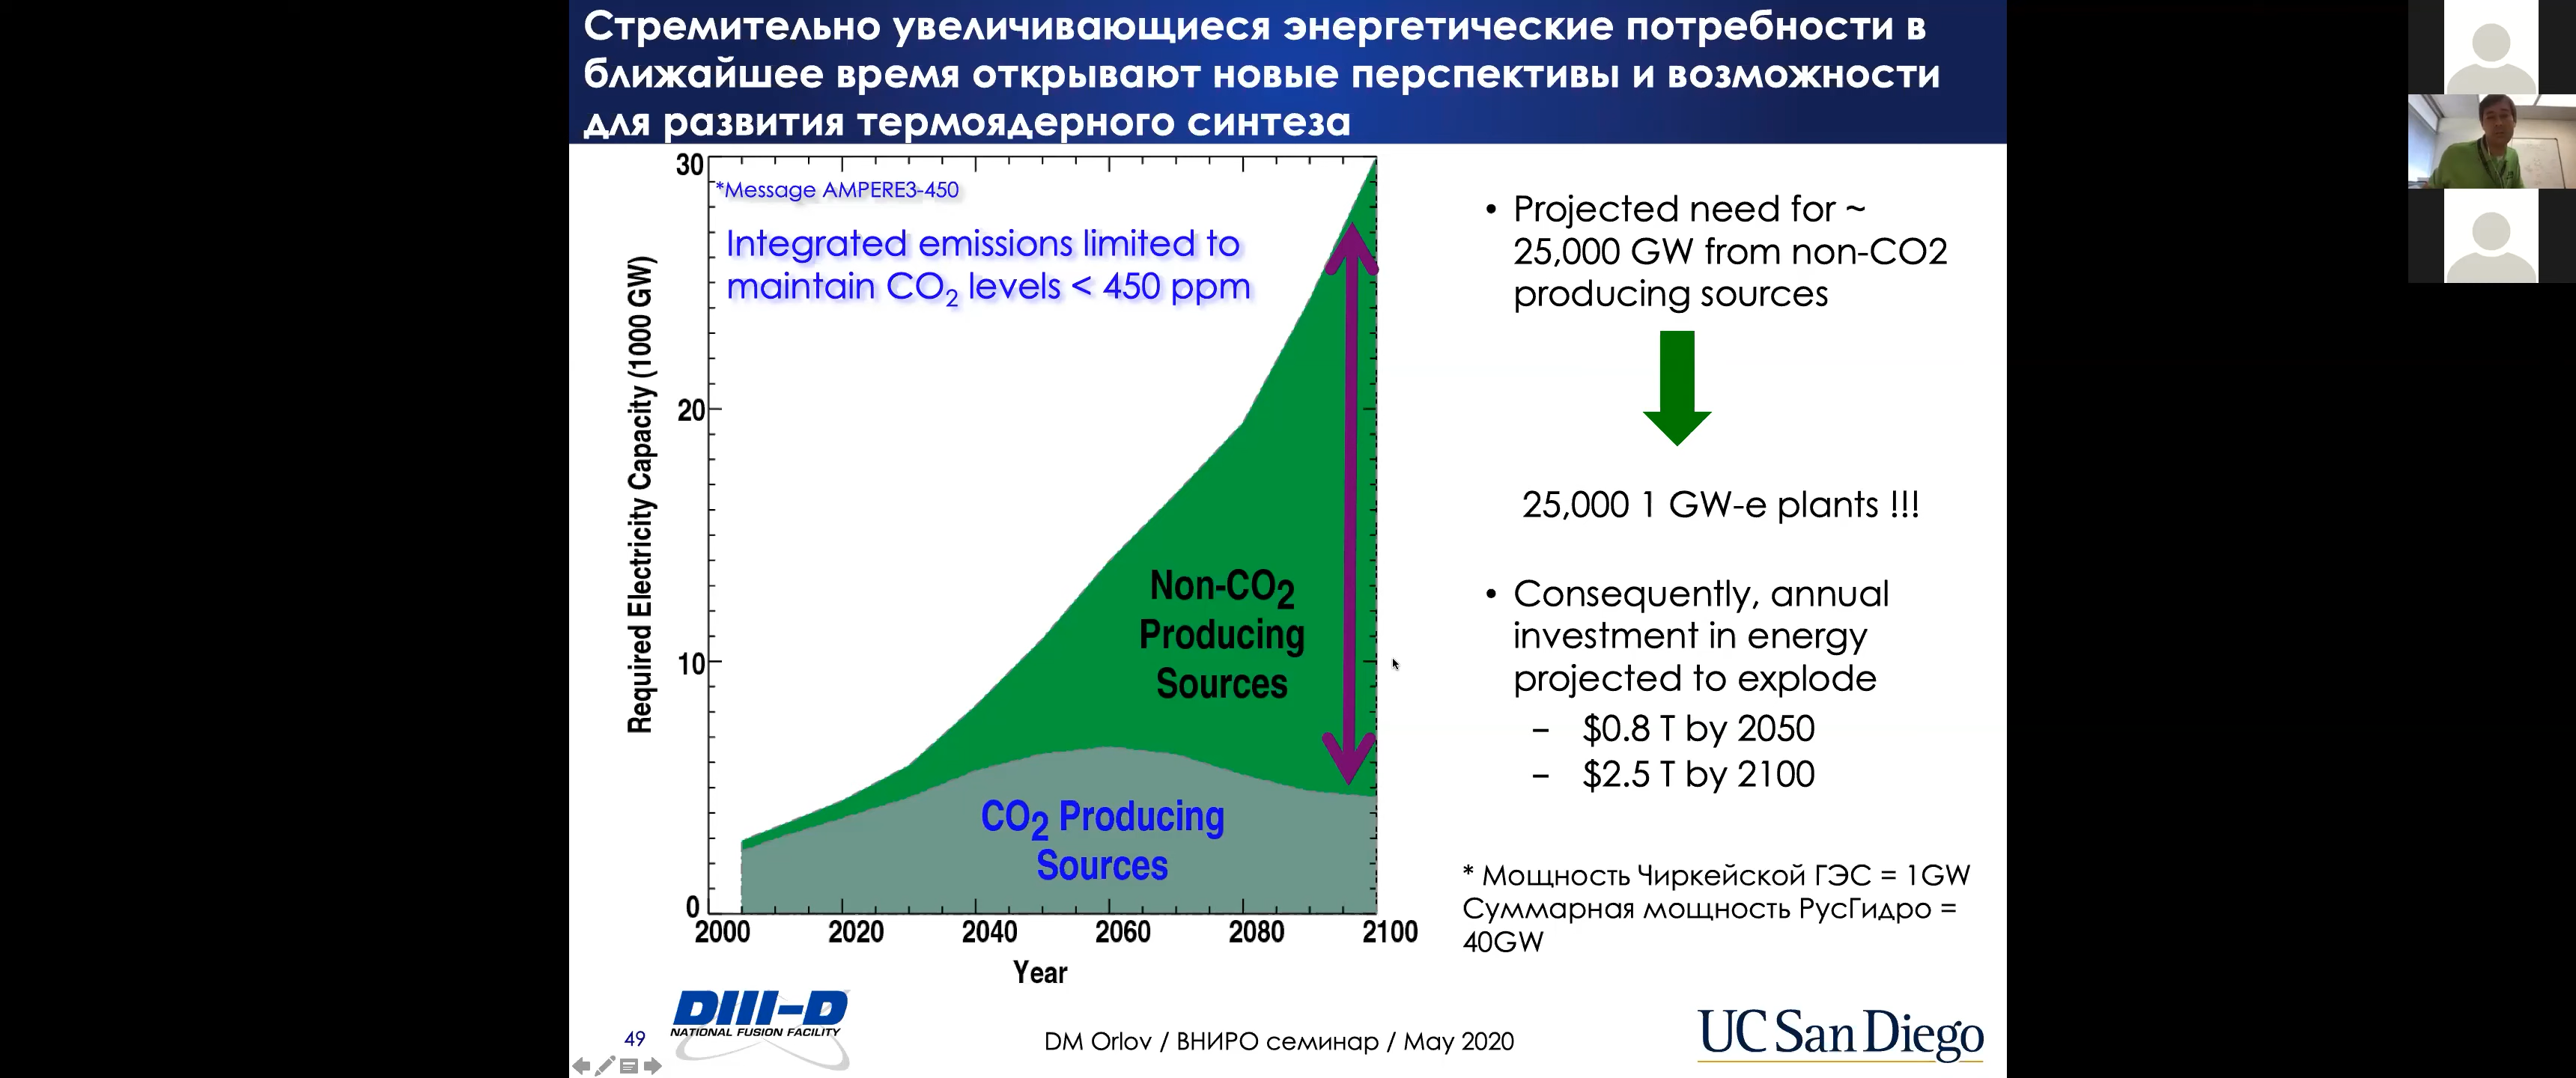 Стремительно увеличивающиеся энергетические потребности в
ближайшее время открывают новые перспективы и возможности
для развития термоядерного синтеза
30
*Message AMPERE3-450
Integrated emissions limited to
maintain CO2 levels < 450 ppm
Required Electricity Capacity (1000 GW)
20
10
0
Non-CO2
Producing
Sources
CO2 Producing
Sources
2000 2020 2040 2060 2080 2100
Year
• Projected need for ~
25,000 GW from non-CO2
producing sources
25,000 1 GW-e plants !!!
• Consequently, annual
investment in energy
projected to explode
– $0.8 T by 2050
– $2.5 T by 2100
* Мощность Чиркейской ГЭС = 1GW
Суммарная мощность РусГидро =
40GW
49
DIII-D
NATIONAL FUSION FACILITY
DM Orlov / ВНИРО семинар / May 2020
UC San Diego